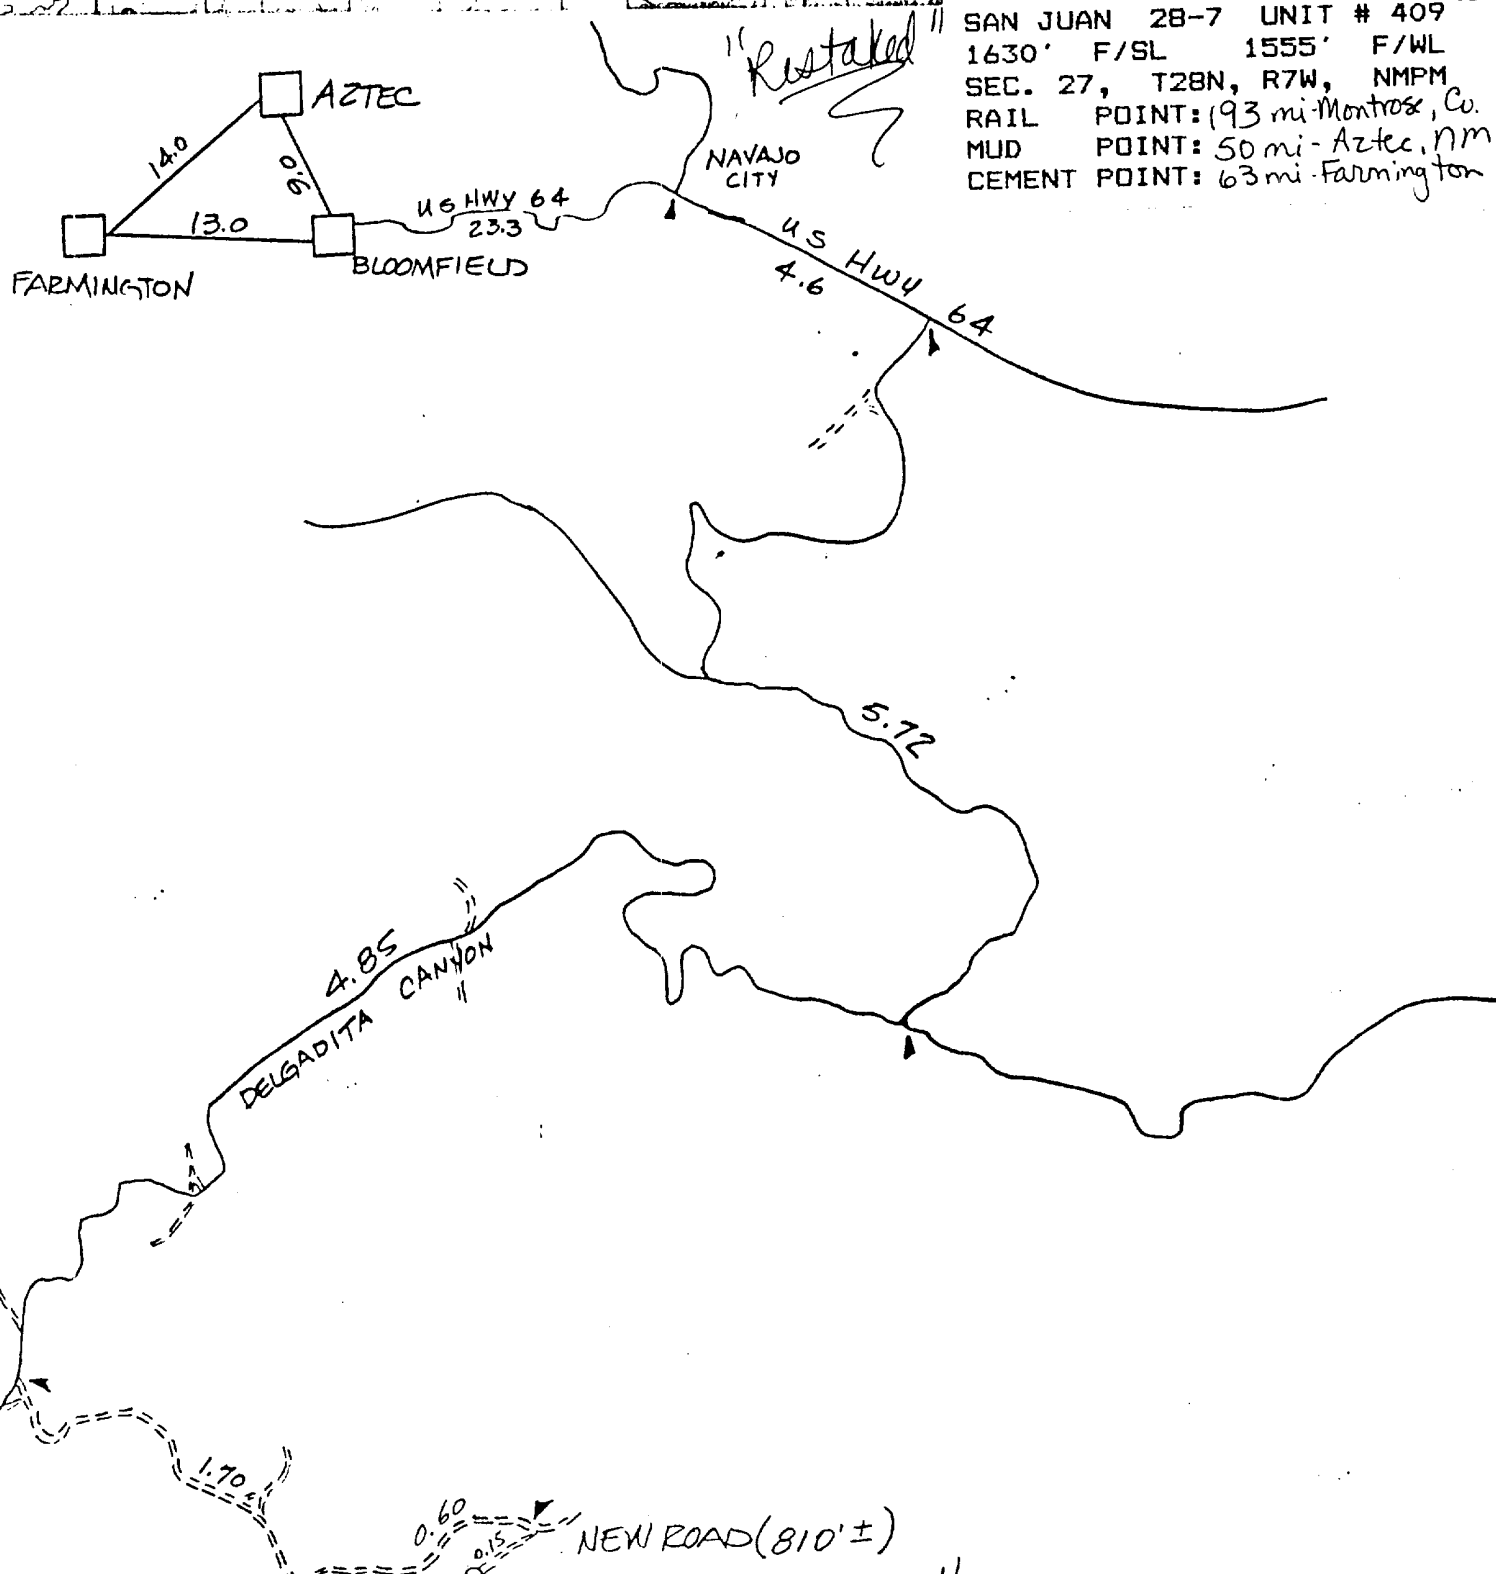 "Restaked"
SAN JUAN 28-7 UNIT # 409
1630' F/SL 1555' F/WL
SEC. 27, T28N, R7W, NMPM
RAIL POINT: 193 mi-Montrose, Co.
MUD POINT: 50 mi - Aztec, nm
CEMENT POINT: 63 mi - Farmington
AZTEC
14.0
9.0
13.0
FARMINGTON
BLOOMFIELD
US HWY 64
23.3
NAVAJO
CITY
US HWY 64
4.6
5.72
4.85
DELGADITA CANYON
1.70
0.60
0.15
NEW ROAD (810'±)